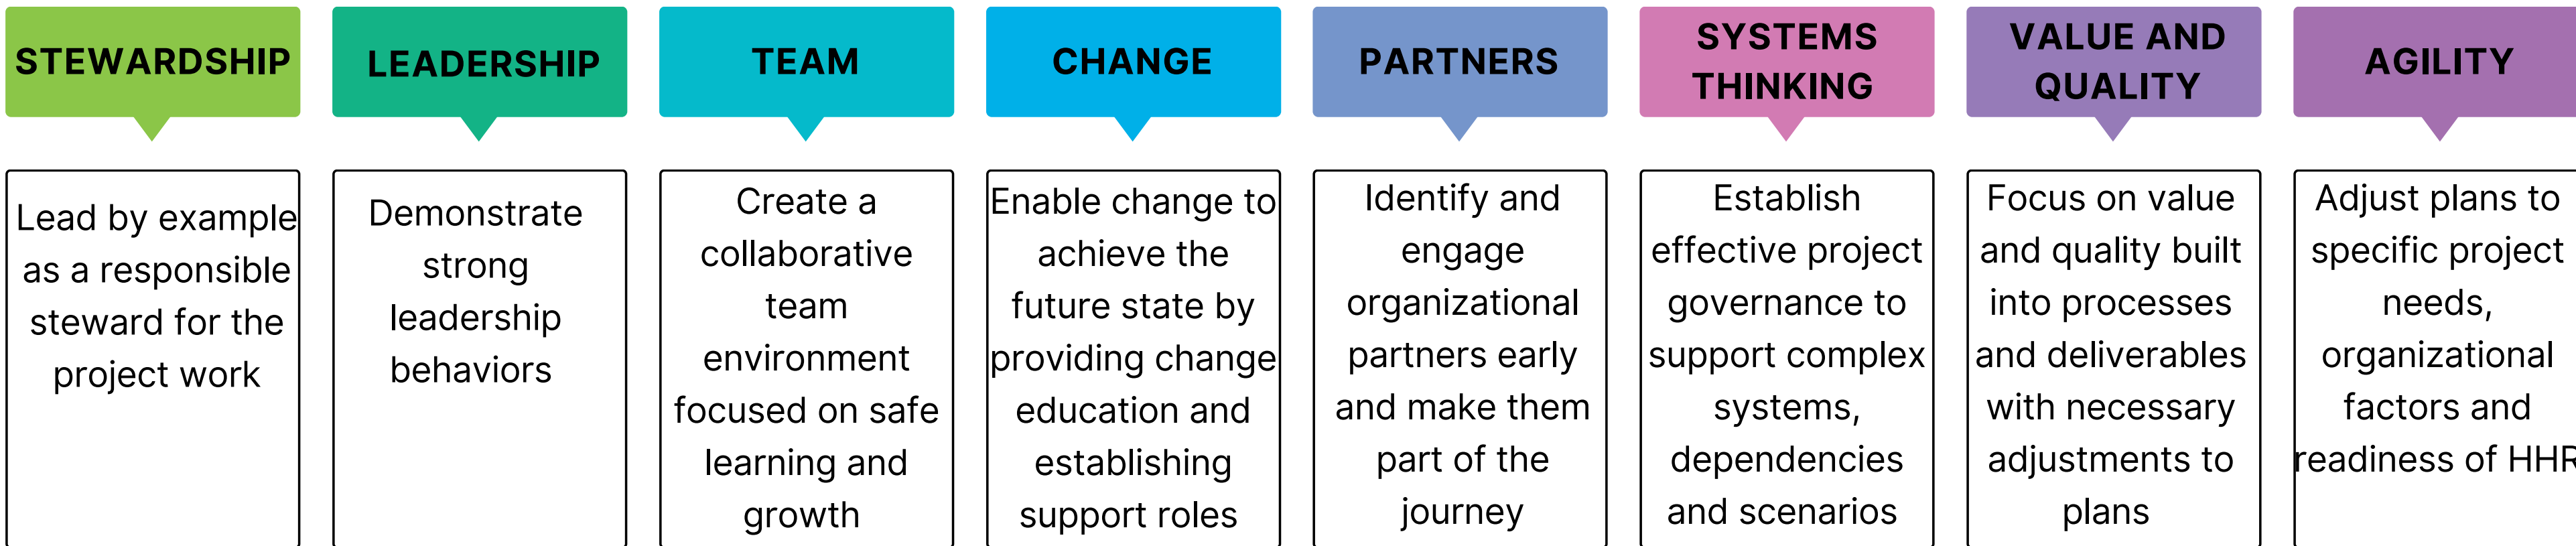 STEWARDSHIP
Lead by example
as a responsible
steward for the
project work
LEADERSHIP
Demonstrate
strong
leadership
behaviors
TEAM
Create a
collaborative
team
environment
focused on safe
learning and
growth
CHANGE
Enable change to
achieve the
future state by
providing change
education and
establishing
support roles
PARTNERS
Identify and
engage
organizational
partners early
and make them
part of the
journey
SYSTEMS
THINKING
Establish
effective project
governance to
support complex
systems,
dependencies
and scenarios
VALUE AND
QUALITY
Focus on value
and quality built
into processes
and deliverables
with necessary
adjustments to
plans
AGILITY
Adjust plans to
specific project
needs,
organizational
factors and
readiness of HHR